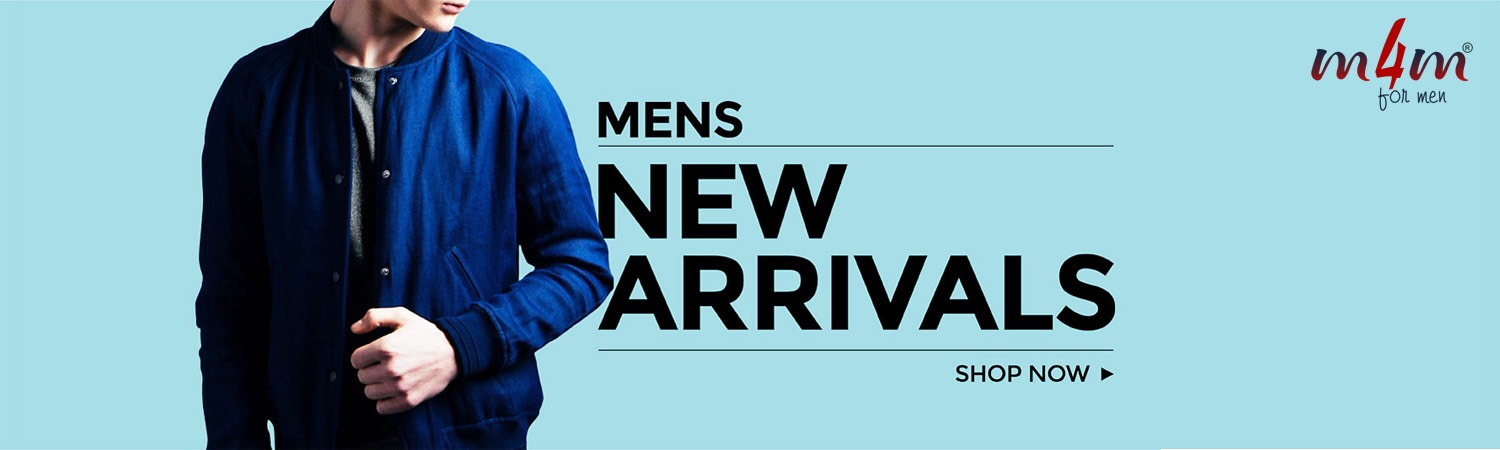 MENS
NEW
ARRIVALS
SHOP NOW
m4m®
for men